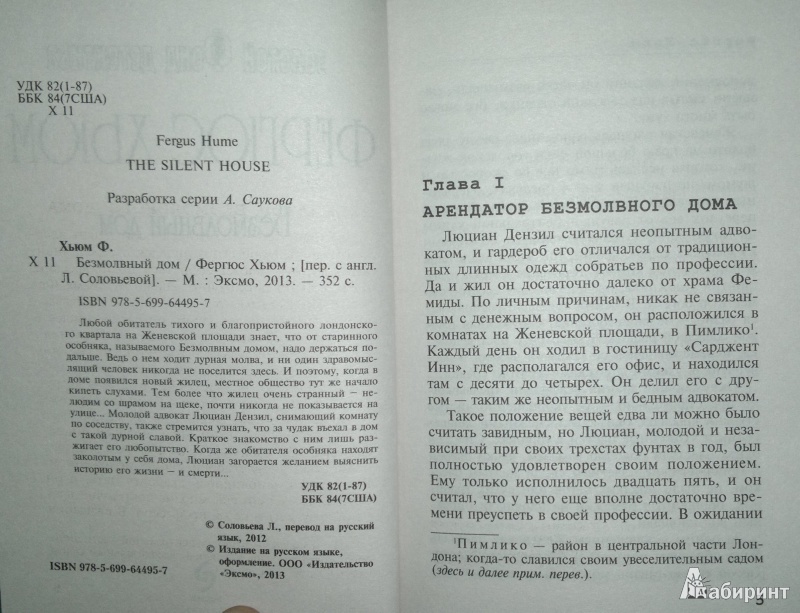 УДК 82(1-87)
ББК 84(7США)
Х 11
Fergus Hume
THE SILENT HOUSE
Разработка серии А. Саукова
Хьюм Ф.
Х 11 Безмолвный дом / Фергюс Хьюм ; [пер. с англ.
Л. Соловьевой]. — М. : Эксмо, 2013. — 352 с.
ISBN 978-5-699-64495-7
Любой обитатель тихого и благопристойного лондонско-
го квартала на Женевской площади знает, что от старинного
особняка, называемого Безмолвным домом, надо держаться по-
дальше. Ведь о нем ходит дурная молва, и ни один здравомыс-
лящий человек никогда не поселится здесь. И поэтому, когда в
доме появился новый жилец, местное общество тут же начало
кипеть слухами. Тем более что жилец очень странный – не-
людим со шрамом на щеке, почти никогда не показывается на
улице... Молодой адвокат Люциан Дензил, снимающий комнату
по соседству, также стремится узнать, что за чудак въехал в дом
с такой дурной славой. Краткое знакомство с ним лишь раз-
жигает его любопытство. Когда же обитателя особняка находят
заколотым у себя дома, Люциан загорается желанием выяснить
историю его жизни – и смерти...
УДК 82(1-87)
ББК 84(7США)
© Соловьева Л., перевод на русский
язык, 2012
© Издание на русском языке,
оформление. ООО «Издательство
«Эксмо», 2013
ISBN 978-5-699-64495-7
Глава I
АРЕНДАТОР БЕЗМОЛВНОГО ДОМА
Люциан Дензил считался неопытным адво-
катом, и гардероб его отличался от традицион-
ных длинных одежд собратьев по профессии.
Да и жил он достаточно далеко от храма Фе-
миды. По личным причинам, никак не связан-
ным с денежным вопросом, он расположился в
комнатах на Женевской площади, в Пимлико¹.
Каждый день он ходил в гостиницу «Сарджент
Инн», где располагался его офис, и находился
там с десяти до четырех. Он делил его с дру-
гом — таким же неопытным и бедным адвокатом.
Такое положение вещей едва ли можно было
считать завидным, но Люциан, молодой и неза-
висимый при своих трехстах фунтах в год, был
полностью удовлетворен своим положением.
Ему только исполнилось двадцать пять, и он
считал, что у него еще вполне достаточно вре-
мени преуспеть в своей профессии. В ожидании
¹Пимлико — район в центральной части Лон-
дона; когда-то славился своим увеселительным садом
(здесь и далее прим. перев.).
Лабиринт
5